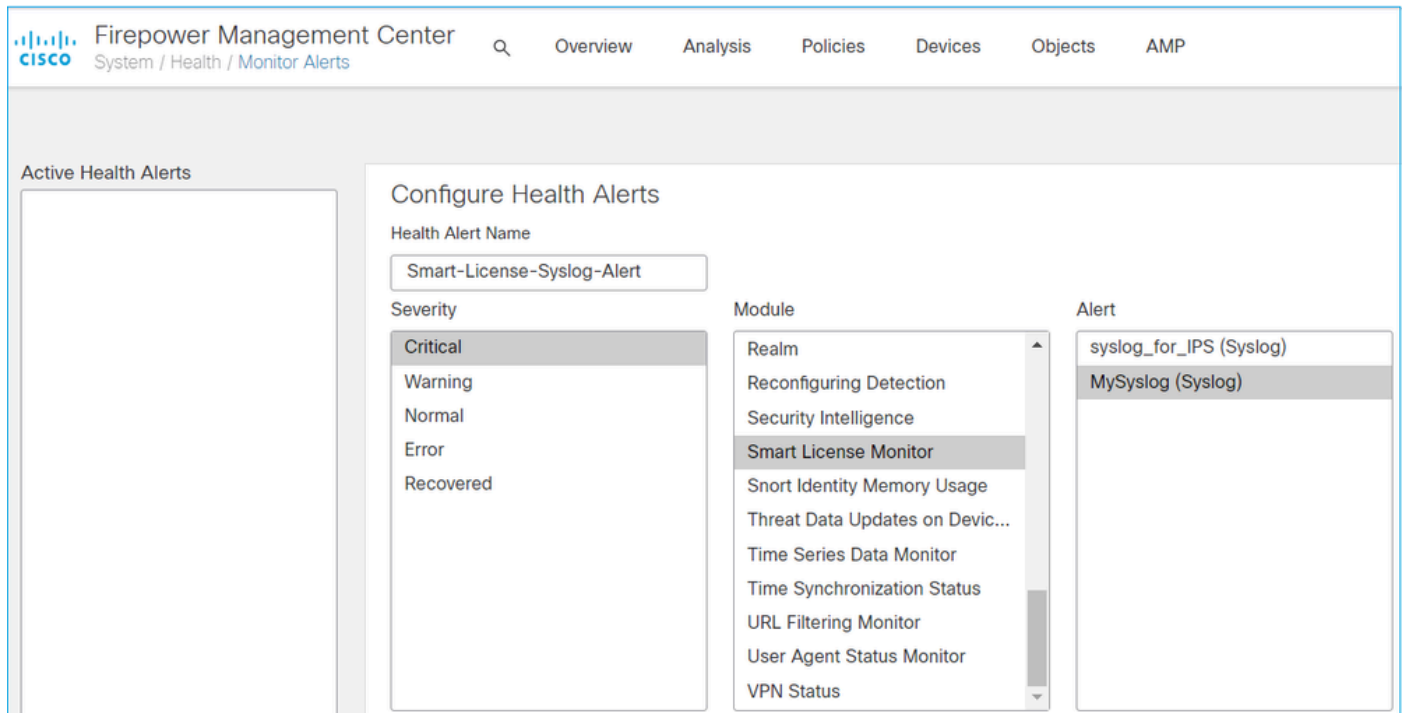 Firepower Management Center
CISCO
System / Health / Monitor Alerts
Overview
Analysis
Policies
Devices
Objects
AMP
Active Health Alerts
Configure Health Alerts
Health Alert Name
Smart-License-Syslog-Alert
Severity
Critical
Warning
Normal
Error
Recovered
Module
Realm
Reconfiguring Detection
Security Intelligence
Smart License Monitor
Snort Identity Memory Usage
Threat Data Updates on Devic...
Time Series Data Monitor
Time Synchronization Status
URL Filtering Monitor
User Agent Status Monitor
VPN Status
Alert
syslog_for_IPS (Syslog)
MySyslog (Syslog)